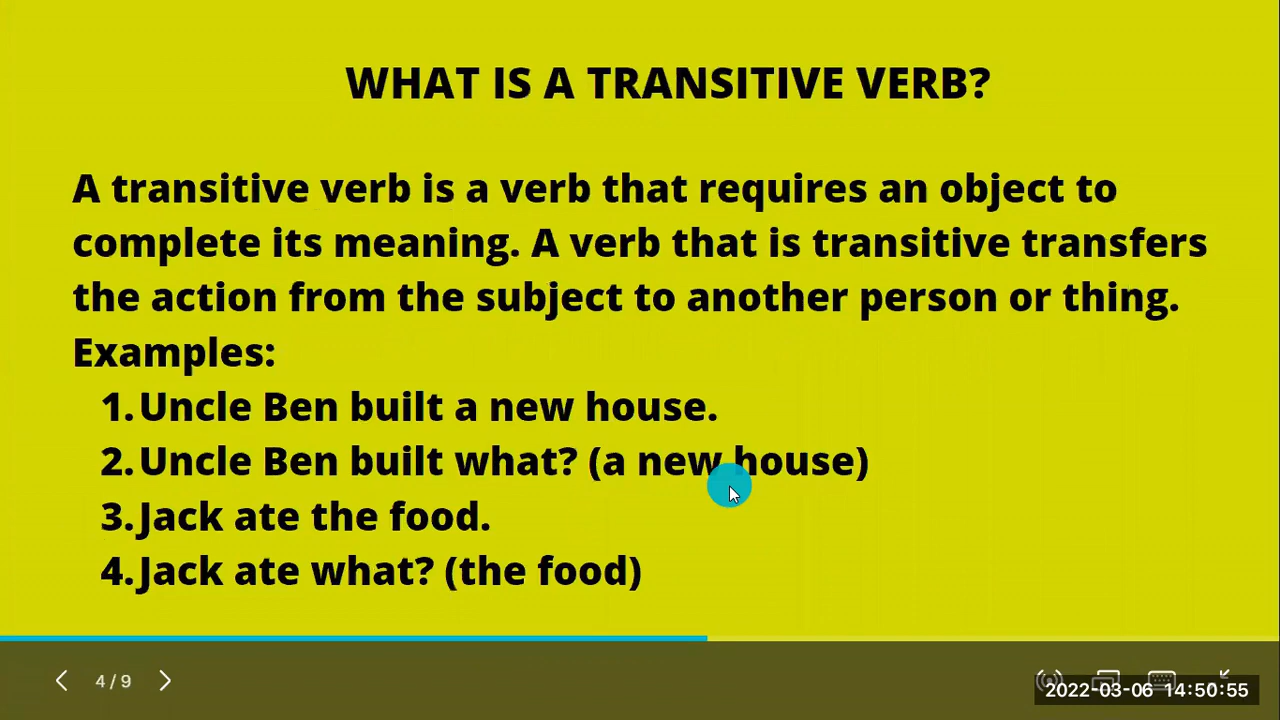 WHAT IS A TRANSITIVE VERB?
A transitive verb is a verb that requires an object to
complete its meaning. A verb that is transitive transfers
the action from the subject to another person or thing.
Examples:
1. Uncle Ben built a new house.
2. Uncle Ben built what? (a new house)
3. Jack ate the food.
4. Jack ate what? (the food)
4 / 9
2022-03-06 14:50:55